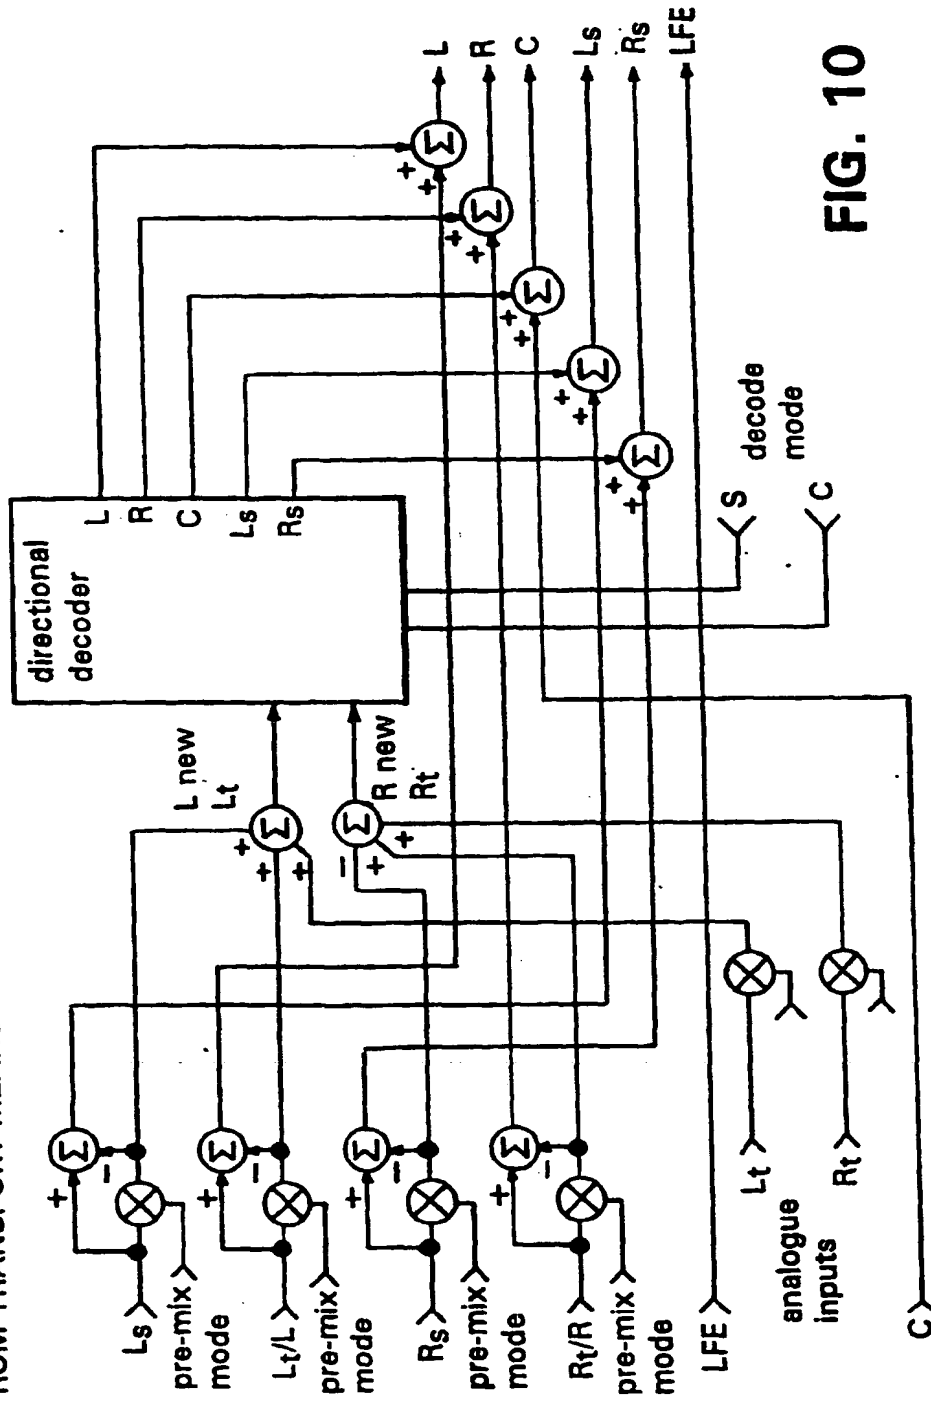 directional
decoder
L
R
C
Ls
Rs
L new
Lt
R new
Rt
+
+
+
−
+
+
Σ
Σ
Σ
+
−
Σ
+
−
Σ
+
−
Σ
+
−
Σ
+
+
Σ
+
+
Σ
+
+
Σ
+
+
Σ
+
+
L
R
C
Ls
Rs
LFE
S
C
decode
mode
Ls
pre-mix
mode
Lt/L
pre-mix
mode
Rs
pre-mix
mode
Rt/R
pre-mix
mode
LFE
analogue
inputs
Lt
Rt
C
FIG. 10